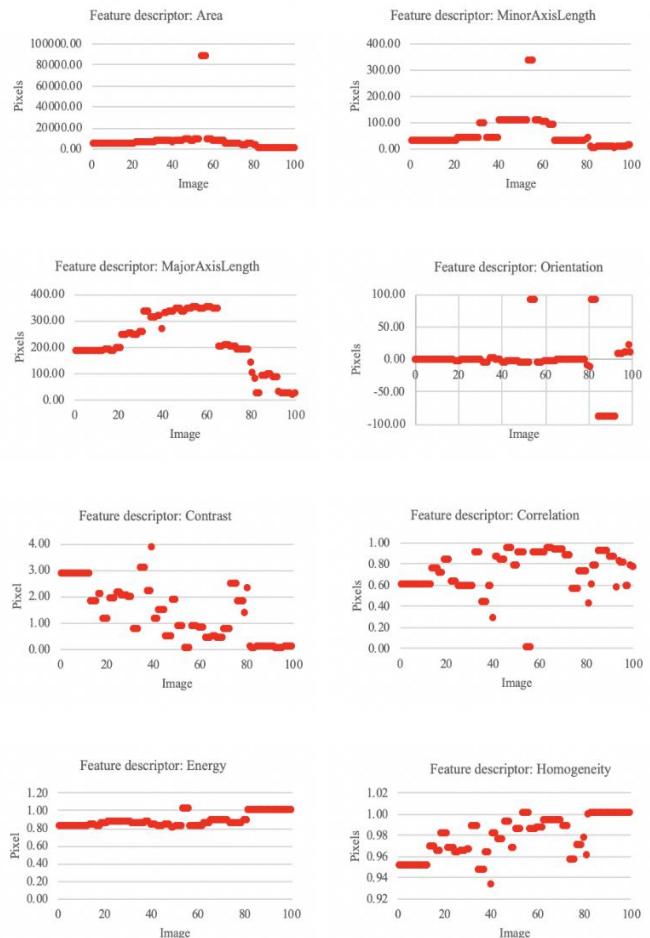 Feature descriptor: Area
100000.00
80000.00
60000.00
40000.00
20000.00
0.00
Pixels
0 20 40 60 80 100
Image
Feature descriptor: MinorAxisLength
400.00
300.00
200.00
100.00
0.00
Pixels
0 20 40 60 80 100
Image
Feature descriptor: MajorAxisLength
400.00
300.00
200.00
100.00
0.00
Pixels
0 20 40 60 80 100
Image
Feature descriptor: Orientation
100.00
50.00
0.00
-50.00
-100.00
Pixels
0 20 40 60 80 100
Image
Feature descriptor: Contrast
4.00
3.00
2.00
1.00
0.00
Pixel
0 20 40 60 80 100
Image
Feature descriptor: Correlation
1.00
0.80
0.60
0.40
0.20
0.00
Pixels
0 20 40 60 80 100
Image
Feature descriptor: Energy
1.20
1.00
0.80
0.60
0.40
0.20
0.00
Pixel
0 20 40 60 80 100
Image
Feature descriptor: Homogeneity
1.02
1.00
0.98
0.96
0.94
0.92
Pixels
0 20 40 60 80 100
Image